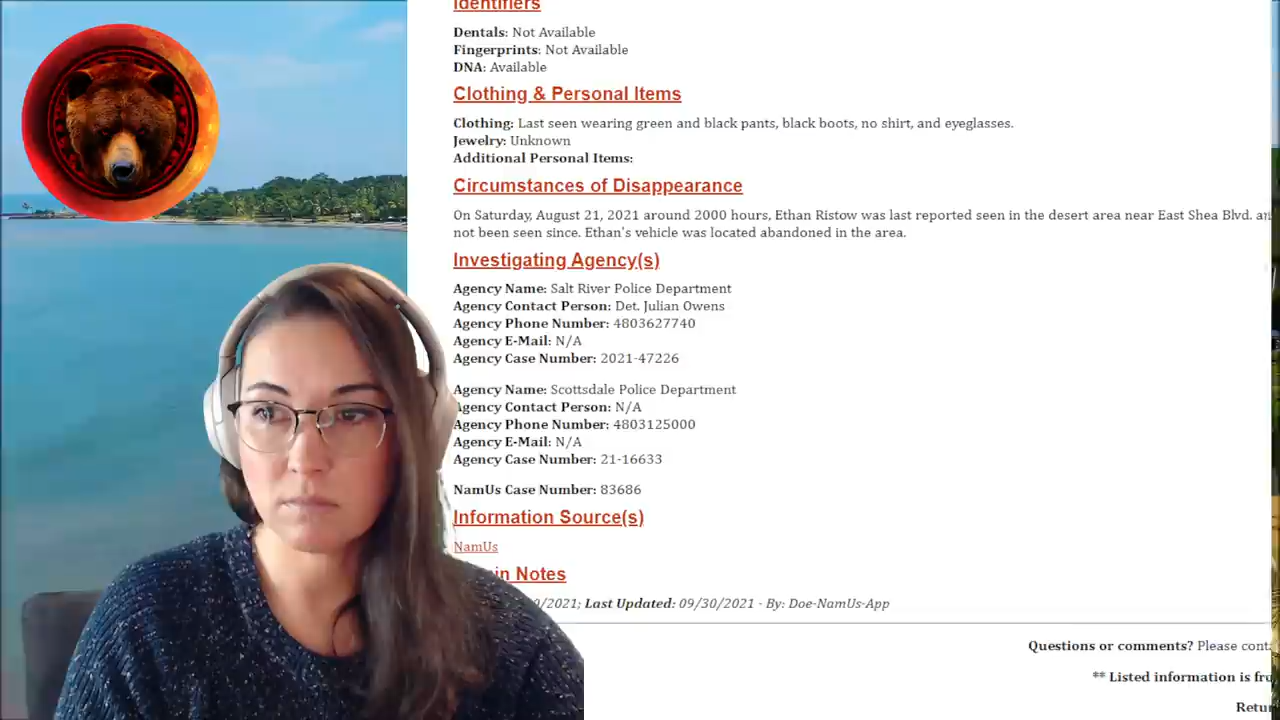 Identifiers
Dentals: Not Available
Fingerprints: Not Available
DNA: Available
Clothing & Personal Items
Clothing: Last seen wearing green and black pants, black boots, no shirt, and eyeglasses.
Jewelry: Unknown
Additional Personal Items:
Circumstances of Disappearance
On Saturday, August 21, 2021 around 2000 hours, Ethan Ristow was last reported seen in the desert area near East Shea Blvd.
not been seen since. Ethan's vehicle was located abandoned in the area.
Investigating Agency(s)
Agency Name: Salt River Police Department
Agency Contact Person: Det. Julian Owens
Agency Phone Number: 4803627740
Agency E-Mail: N/A
Agency Case Number: 2021-47226
Agency Name: Scottsdale Police Department
Agency Contact Person: N/A
Agency Phone Number: 4803125000
Agency E-Mail: N/A
Agency Case Number: 21-16633
NamUs Case Number: 83686
Information Source(s)
NamUs
Notes
/2021; Last Updated: 09/30/2021 - By: Doe-NamUs-App
Questions or comments? Please
** Listed information is